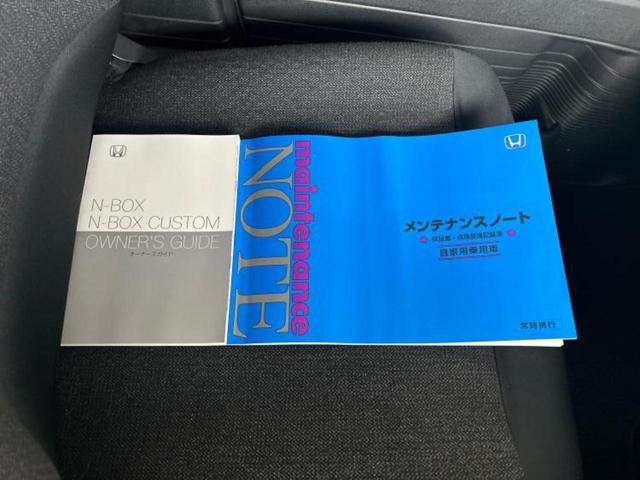 N-BOX
N-BOX CUSTOM
OWNER'S GUIDE
オーナーズガイド
maintenance
NOTE
メンテナンスノート
保証書・点検整備記録簿
自家用乗用車
常時携行